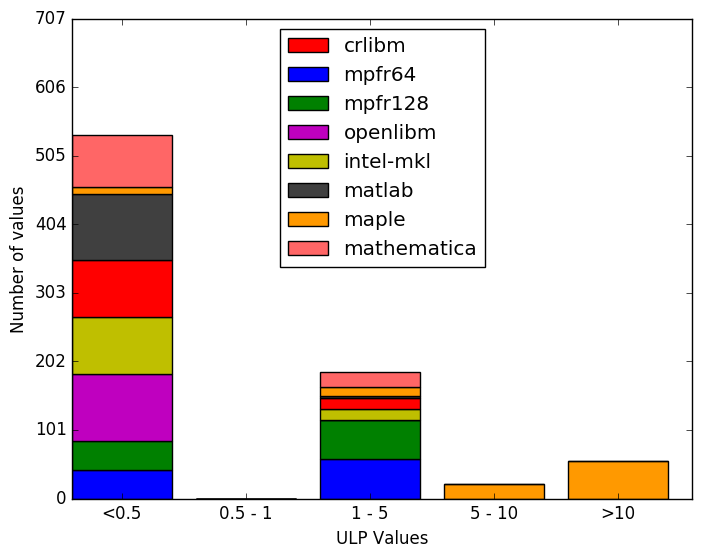 707
606
505
404
303
202
101
0
Number of values
crlibm
mpfr64
mpfr128
openlibm
intel-mkl
matlab
maple
mathematica
<0.5
0.5 - 1
1 - 5
5 - 10
>10
ULP Values